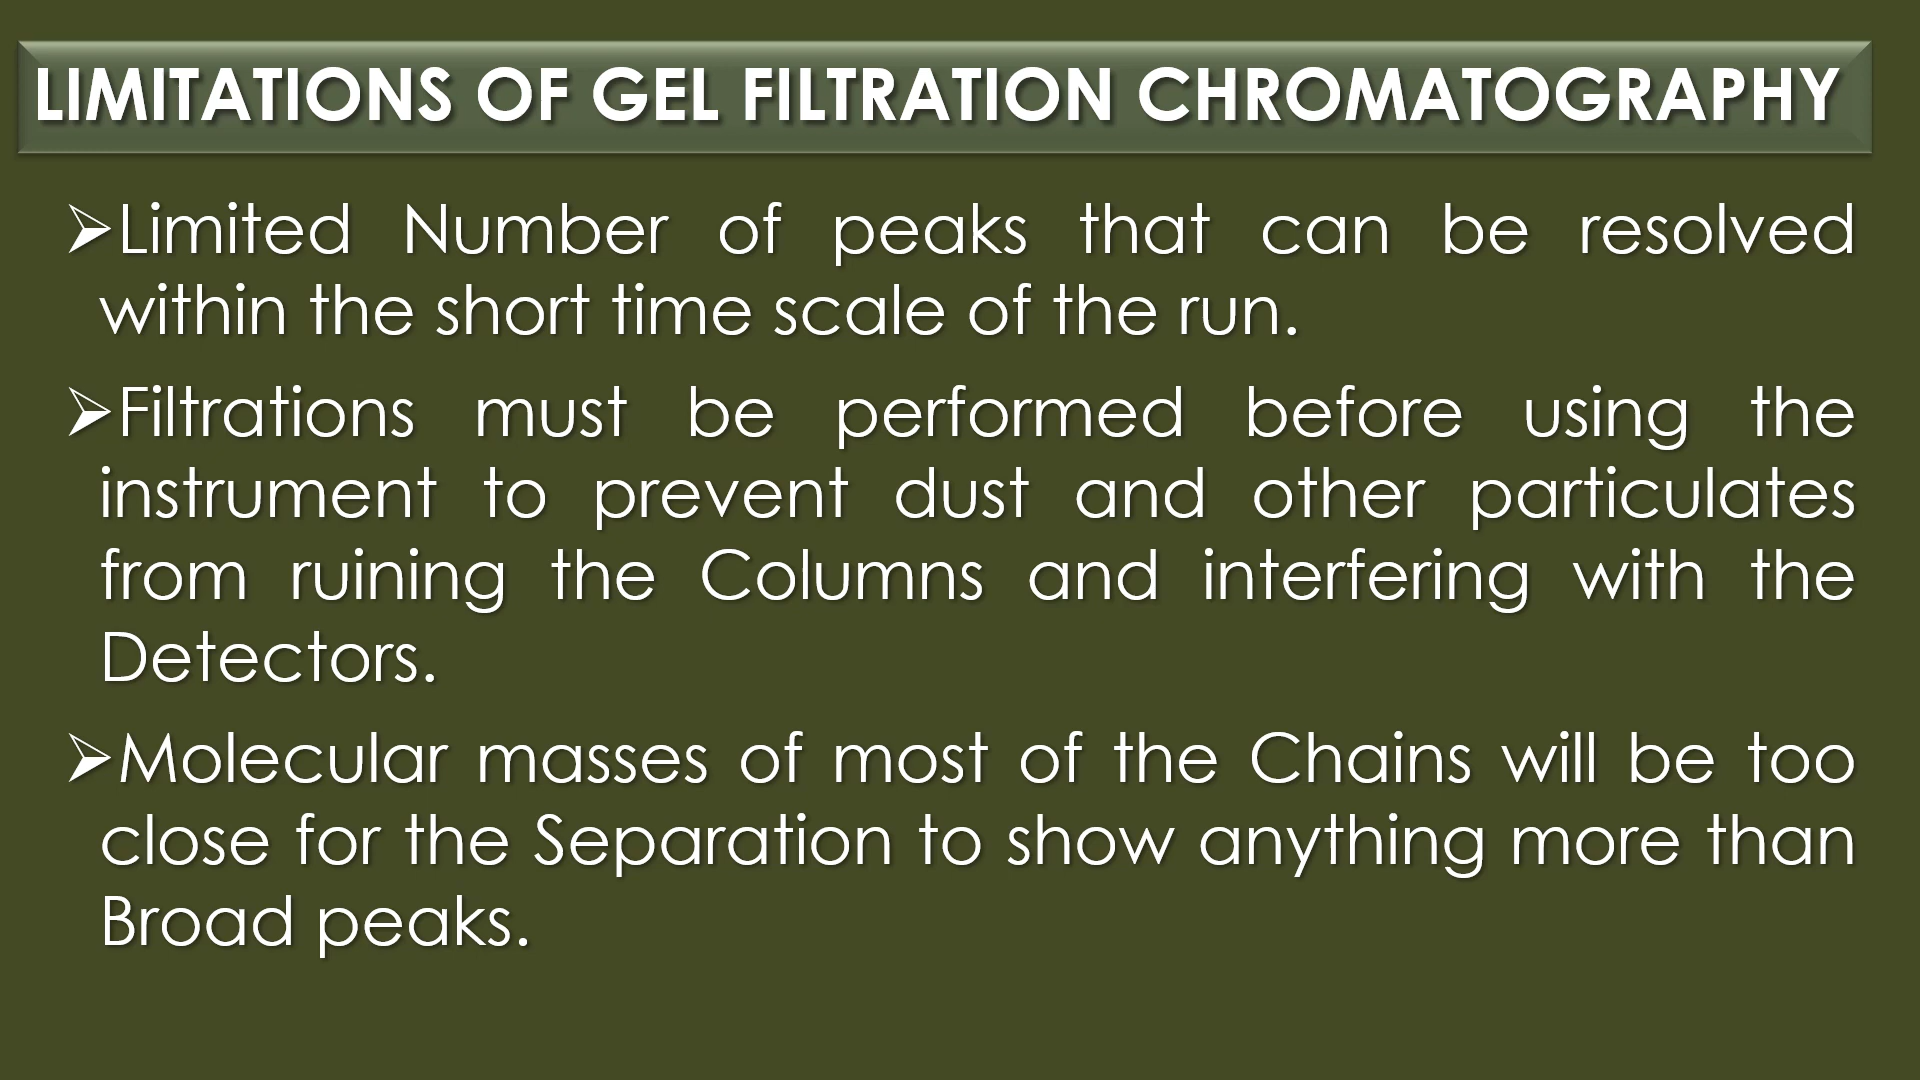 LIMITATIONS OF GEL FILTRATION CHROMATOGRAPHY
➢Limited Number of peaks that can be resolved
within the short time scale of the run.
➢Filtrations must be performed before using the
instrument to prevent dust and other particulates
from ruining the Columns and interfering with the
Detectors.
➢Molecular masses of most of the Chains will be too
close for the Separation to show anything more than
Broad peaks.